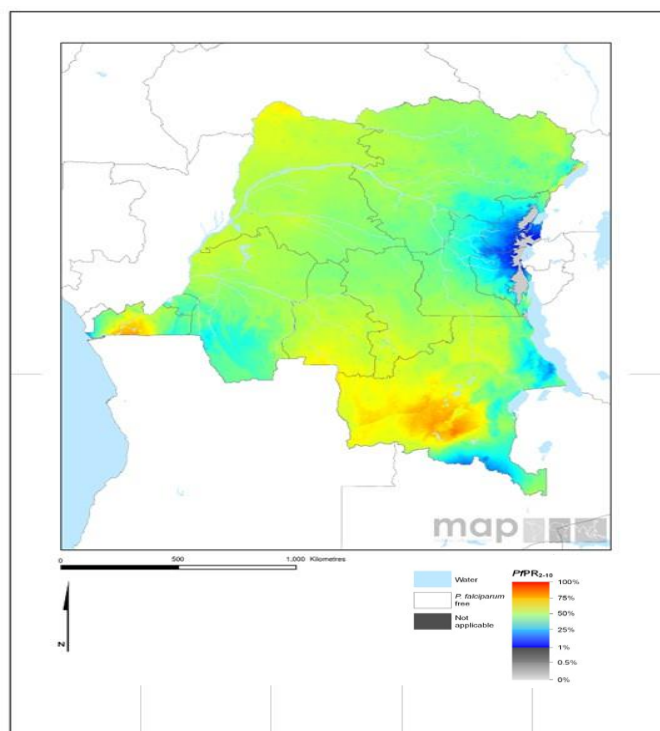 map
0
500
1,000 Kilometres
N
Water
P. falciparum
free
Not
applicable
PfPR2-10
100%
75%
50%
25%
1%
0.5%
0%